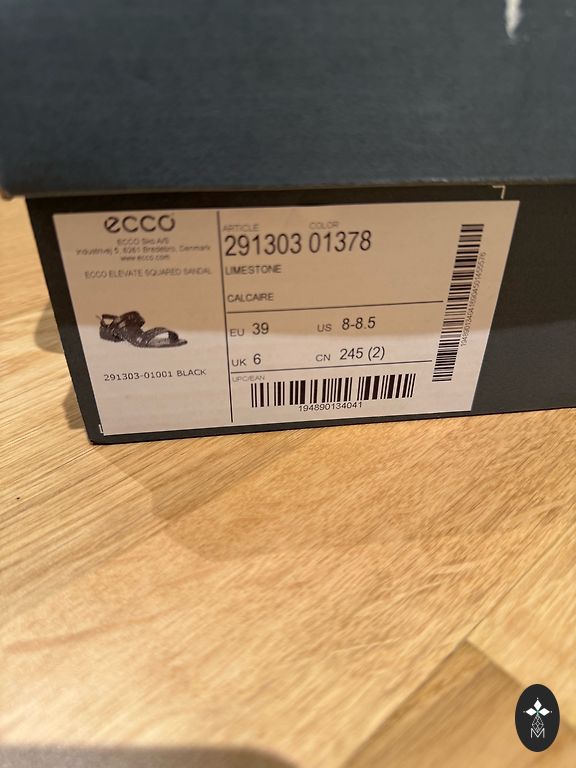 ecco
ECCO Sko A/S
Industrivej 5, 6261 Bredebro, Denmark
www.ecco.com
ECCO ELEVATE SQUARED SANDAL
291303-01001 BLACK
ARTICLE COLOR
291303 01378
LIMESTONE
CALCAIRE
EU 39 US 8-8.5
UK 6 CN 245 (2)
UPC/EAN
194890134041
M